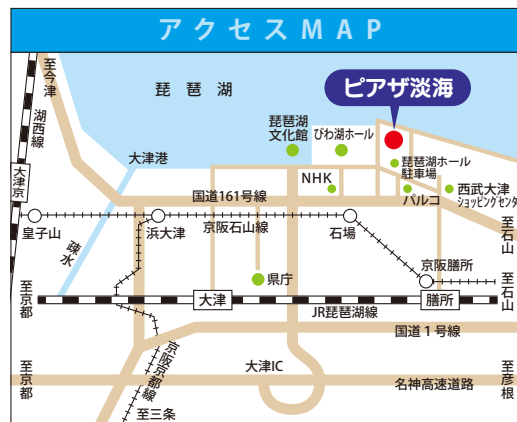 アクセスMAP
至今津
湖西線
大津京
琵琶湖
ピアザ淡海
琵琶湖
文化館
びわ湖ホール
大津港
琵琶湖ホール
駐車場
NHK
パルコ
西武大津
ショッピングセンタ
国道161号線
皇子山
浜大津
京阪石山線
石場
至石山
疎水
県庁
京阪膳所
至京都
大津
膳所
至石山
JR琵琶湖線
国道1号線
京阪京都線
至京都
大津IC
名神高速道路
至彦根
至三条